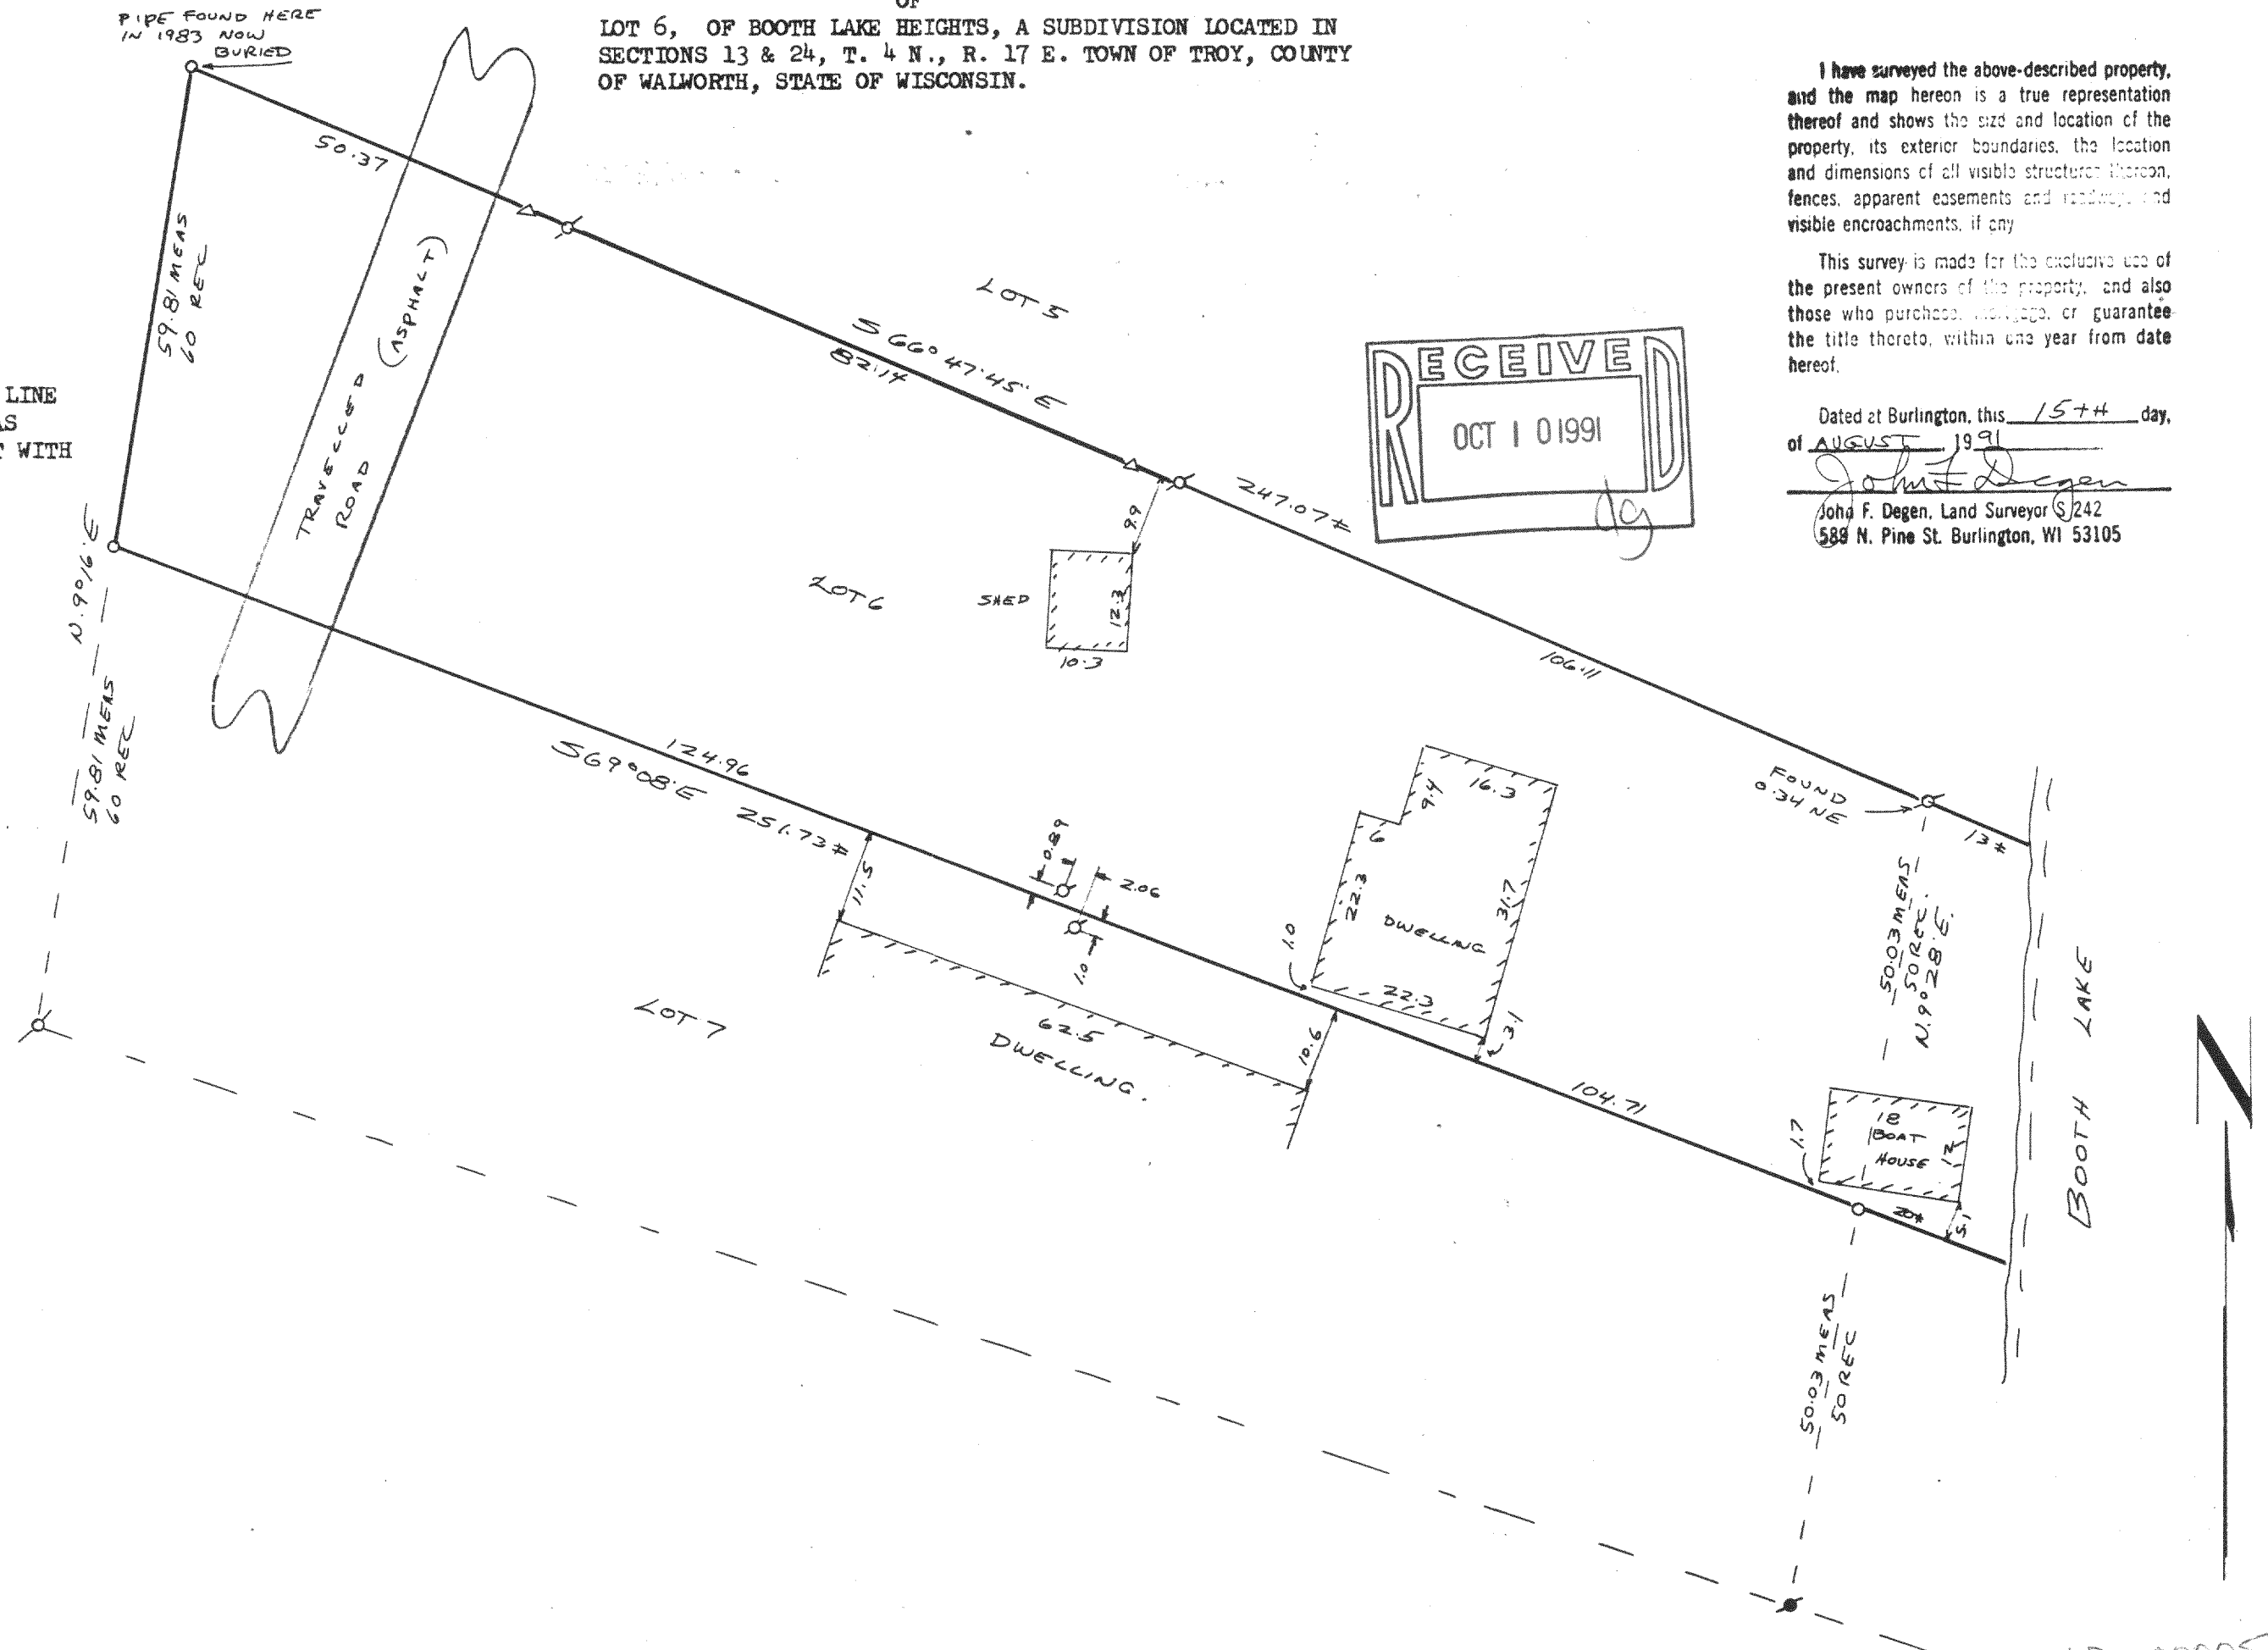 OF
LOT 6, OF BOOTH LAKE HEIGHTS, A SUBDIVISION LOCATED IN
SECTIONS 13 & 24, T. 4 N., R. 17 E. TOWN OF TROY, COUNTY
OF WALWORTH, STATE OF WISCONSIN.
PIPE FOUND HERE
IN 1983 NOW
BURIED
I have surveyed the above-described property,
and the map hereon is a true representation
thereof and shows the size and location of the
property, its exterior boundaries, the location
and dimensions of all visible structures thereon,
fences, apparent easements and roadways and
visible encroachments, if any
This survey is made for the exclusive use of
the present owners of the property, and also
those who purchase, mortgage, or guarantee
the title thereto, within one year from date
hereof.
Dated at Burlington, this 15TH day,
of AUGUST 1991
John F Degen
John F. Degen, Land Surveyor S 242
589 N. Pine St. Burlington, WI 53105
RECEIVED
OCT 10 1991
dg
50.37
59.81 MEAS
60 REC
TRAVELLED
ROAD
(ASPHALT)
LOT 5
S 66° 47' 45" E
82.14
247.07±
LINE
AS
T WITH
N. 9° 16' E
59.81 MEAS
60 REC
LOT 6
SHED
9.9
12.3
10.3
106.11
124.96
S 69° 08' E 251.73±
FOUND
0.34 NE
13±
16.3
9.4
6
22.3
31.7
DWELLING
22.3
1.0
3.1
0.89
2.06
1.0
11.5
62.5
DWELLING.
10.6
LOT 7
104.71
50.03 MEAS
50 REC.
N. 9° 28' E.
BOOTH LAKE
N
18
BOAT
HOUSE
12
1.7
20±
5.1
50.03 MEAS
50 REC